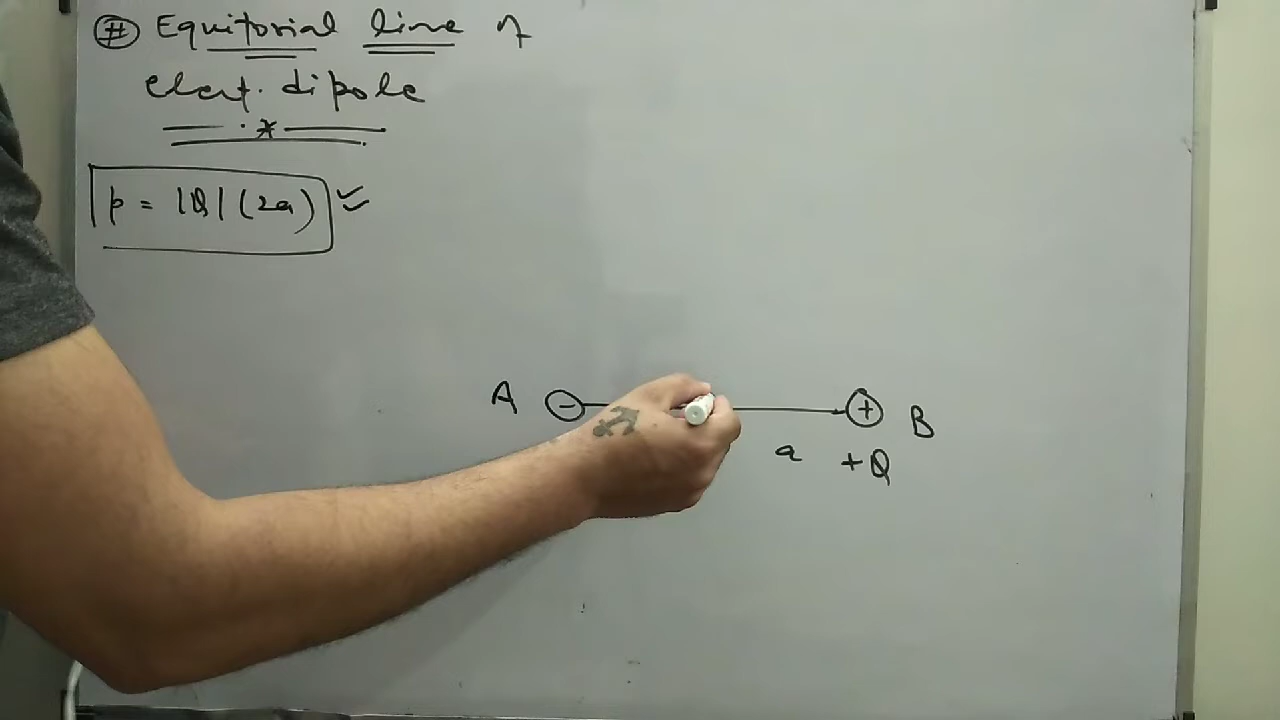 # Equitorial line of
elect. dipole
p = |Q| (2a)
A - + B
a +Q